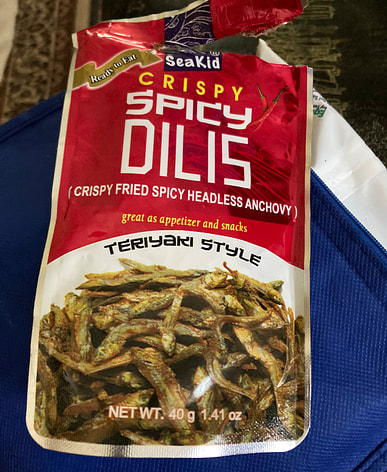 SeaKid ®
Ready to Eat
CRISPY
SPICY
DILIS
( CRISPY FRIED SPICY HEADLESS ANCHOVY )
great as appetizer and snacks
TERIYAKI STYLE
NET WT. 40 g 1.41 oz